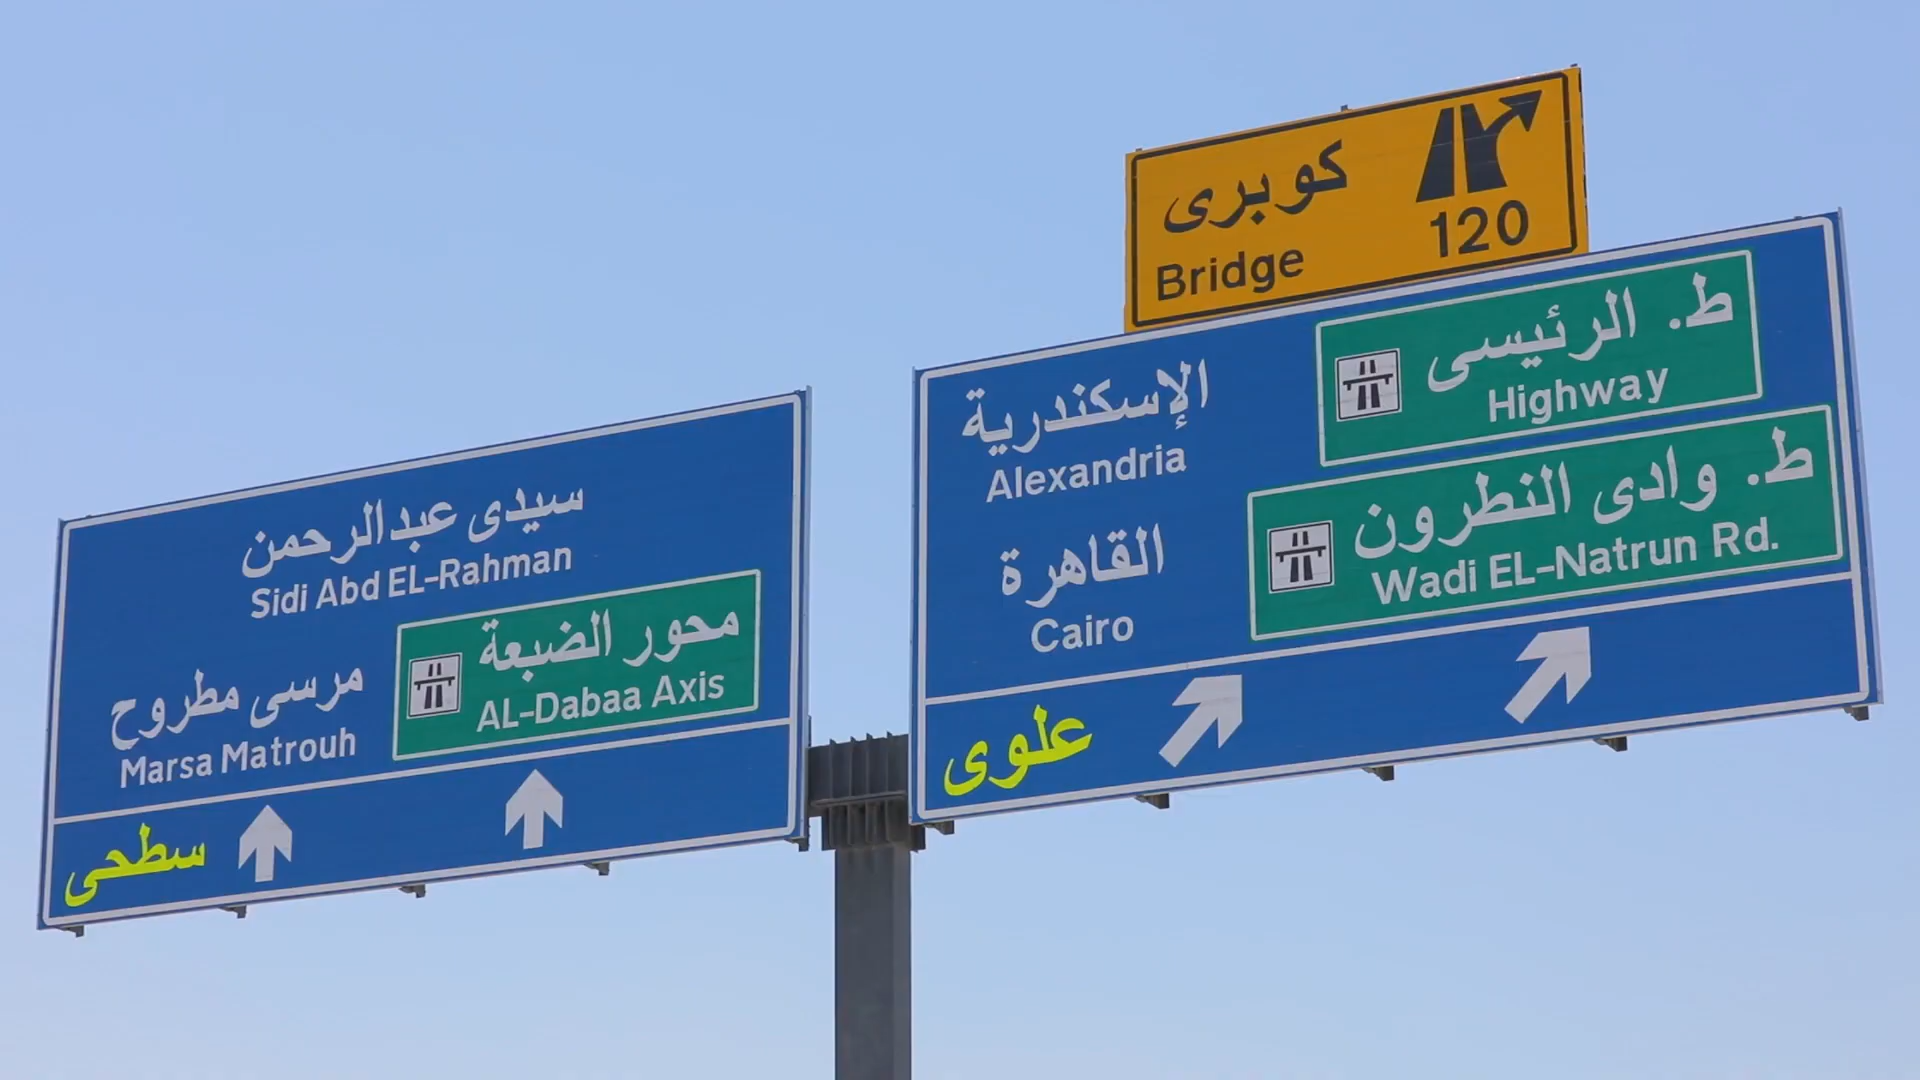 سيدى عبدالرحمن
Sidi Abd EL-Rahman
محور الضبعة
AL-Dabaa Axis
مرسى مطروح
Marsa Matrouh
سطحى
كوبرى
Bridge
120
ط. الرئيسى
Highway
الإسكندرية
Alexandria
ط. وادى النطرون
Wadi EL-Natrun Rd.
القاهرة
Cairo
علوى